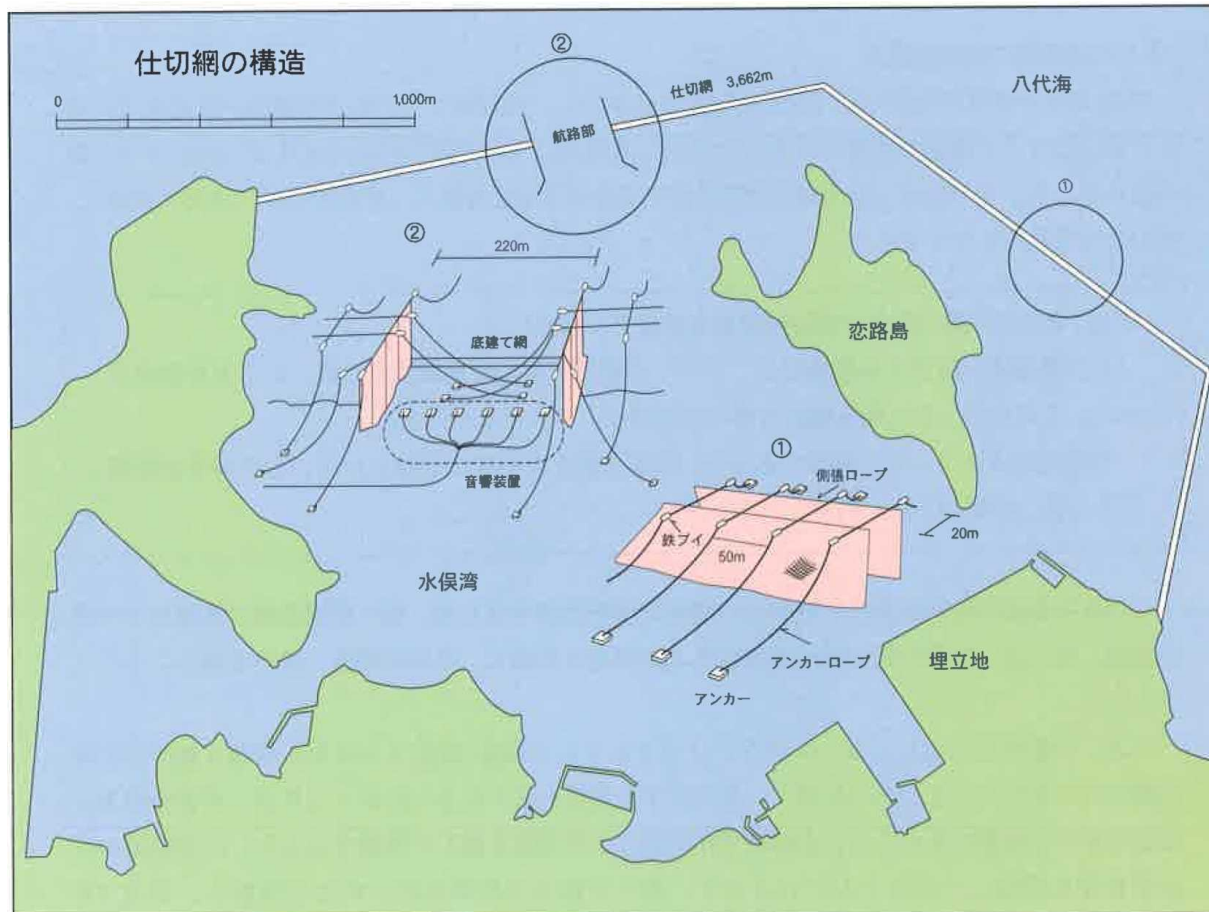 仕切網の構造
0
1,000m
②
航路部
仕切網 3,662m
八代海
①
②
220m
底建て網
音響装置
恋路島
①
側張ロープ
鉄ブイ
50m
20m
水俣湾
アンカーロープ
アンカー
埋立地